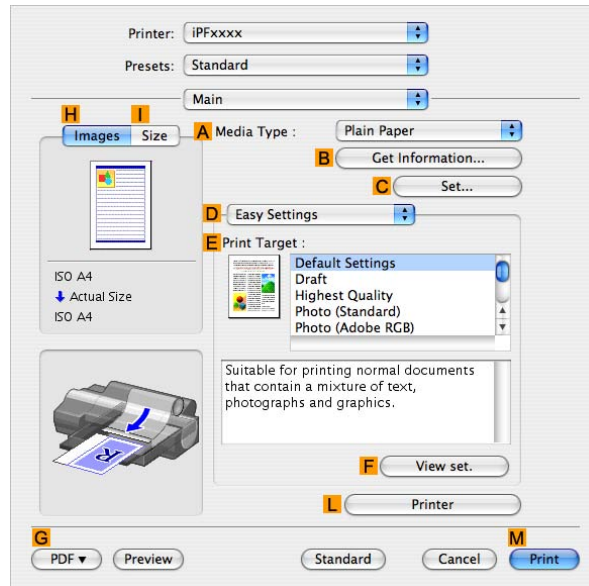 Printer: iPFxxxx
Presets: Standard
Main
H I
Images Size
A Media Type : Plain Paper
B Get Information...
C Set...
D Easy Settings
E Print Target :
Default Settings
Draft
Highest Quality
Photo (Standard)
Photo (Adobe RGB)
ISO A4
Actual Size
ISO A4
Suitable for printing normal documents
that contain a mixture of text,
photographs and graphics.
R
F View set.
L Printer
G M
PDF Preview Standard Cancel Print